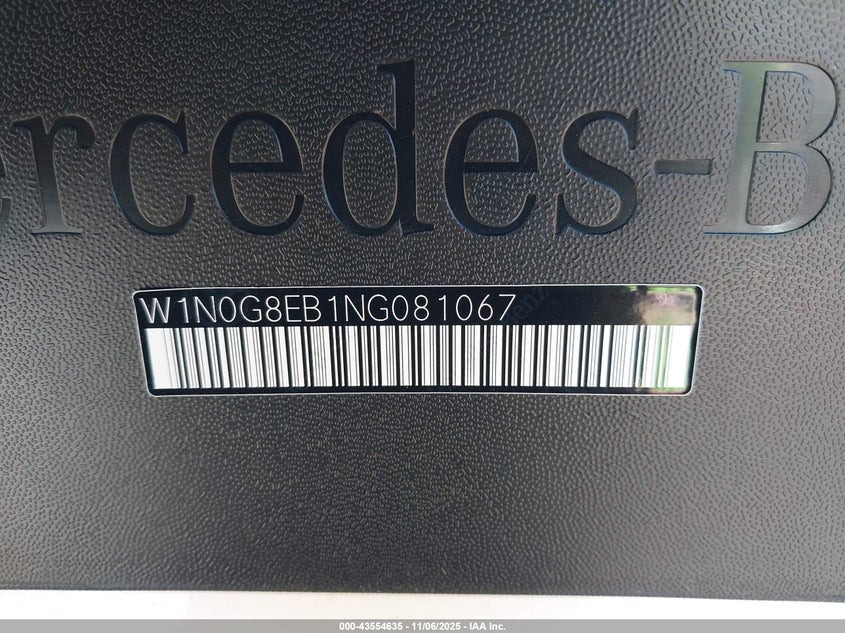 ercedes-B
W1N0G8EB1NG081067
000-43554635 - 11/06/2025 - IAA Inc.